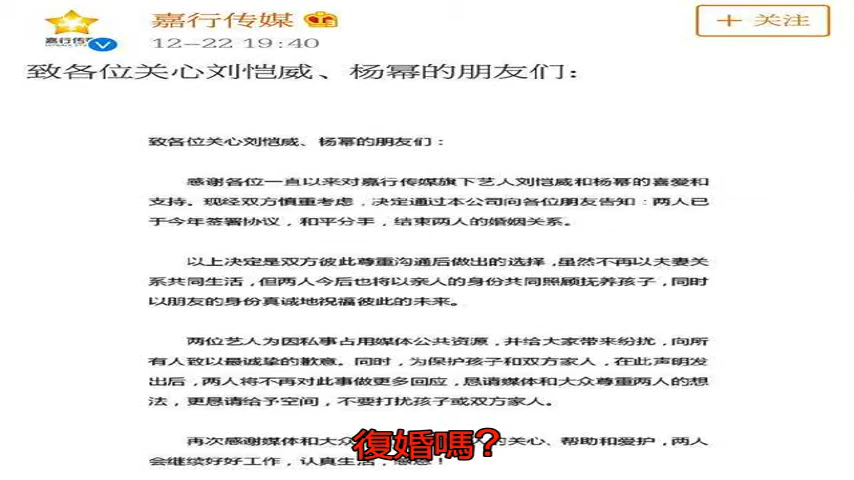 嘉行传媒
12-22 19:40
+ 关注
致各位关心刘恺威、杨幂的朋友们：
致各位关心刘恺威、杨幂的朋友们：
感谢各位一直以来对嘉行传媒旗下艺人刘恺威和杨幂的喜爱和
支持。现经双方慎重考虑，决定通过本公司向各位朋友告知：两人已
于今年签署协议，和平分手，结束两人的婚姻关系。
以上决定是双方彼此尊重沟通后做出的选择，虽然不再以夫妻关
系共同生活，但两人今后也将以亲人的身份共同照顾抚养孩子，同时
以朋友的身份真诚地祝福彼此的未来。
两位艺人为因私事占用媒体公共资源，并给大家带来纷扰，向所
有人致以最诚挚的歉意。同时，为保护孩子和双方家人，在此声明发
出后，两人将不再对此事做更多回应，恳请媒体和大众尊重两人的想
法，更恳请给予空间，不要打扰孩子或双方家人。
再次感谢媒体和大众 的关心、帮助和爱护，两人
会继续好好工作，认真生活，感恩！
復婚嗎?